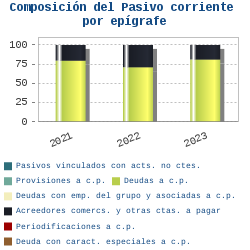 Composición del Pasivo corriente
por epígrafe
100
75
50
25
0
2021
2022
2023
Pasivos vinculados con acts. no ctes.
Provisiones a c.p.
Deudas a c.p.
Deudas con emp. del grupo y asociadas a c.p.
Acreedores comercs. y otras ctas. a pagar
Periodificaciones a c.p.
Deuda con caract. especiales a c.p.